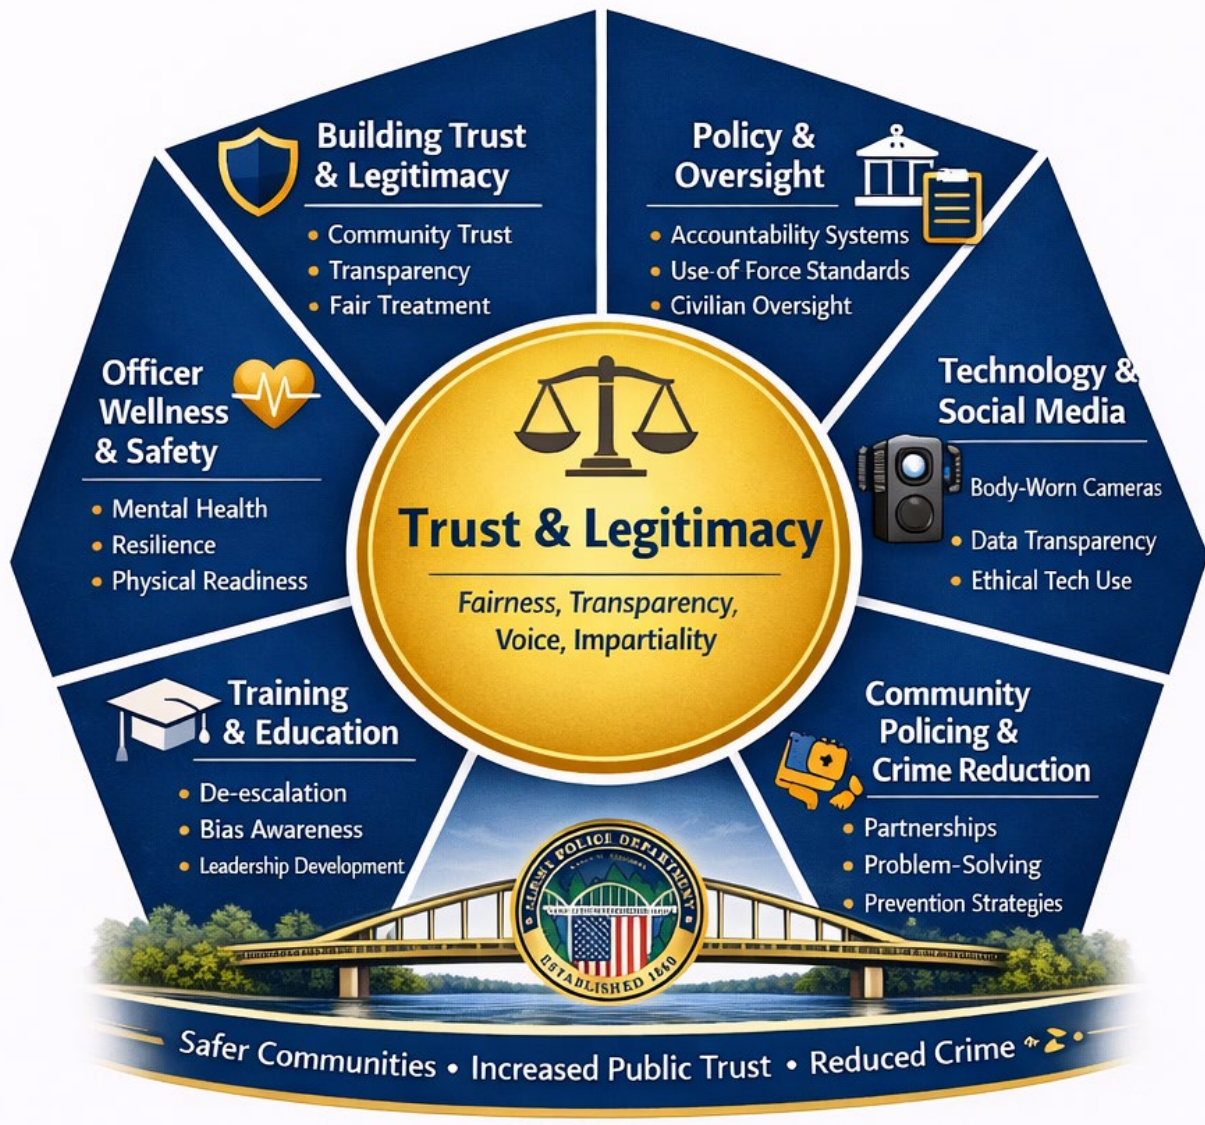 Building Trust
& Legitimacy
• Community Trust
• Transparency
• Fair Treatment
Policy &
Oversight
• Accountability Systems
• Use-of Force Standards
• Civilian Oversight
Officer
Wellness
& Safety
• Mental Health
• Resilience
• Physical Readiness
Technology &
Social Media
Body-Worn Cameras
• Data Transparency
• Ethical Tech Use
Trust & Legitimacy
Fairness, Transparency,
Voice, Impartiality
Training
& Education
• De-escalation
• Bias Awareness
• Leadership Development
Community
Policing &
Crime Reduction
• Partnerships
• Problem-Solving
• Prevention Strategies
POLICE DEPARTMENT
ESTABLISHED 1860
Safer Communities • Increased Public Trust • Reduced Crime